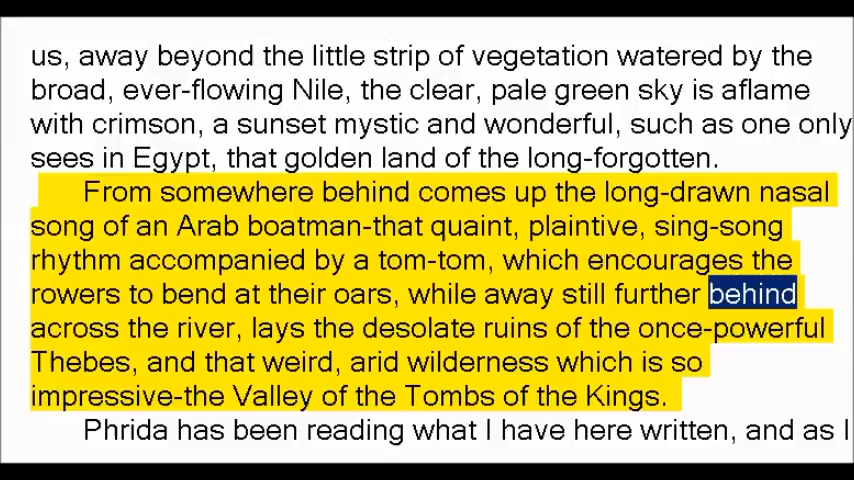 us, away beyond the little strip of vegetation watered by the
broad, ever-flowing Nile, the clear, pale green sky is aflame
with crimson, a sunset mystic and wonderful, such as one only
sees in Egypt, that golden land of the long-forgotten.
From somewhere behind comes up the long-drawn nasal
song of an Arab boatman-that quaint, plaintive, sing-song
rhythm accompanied by a tom-tom, which encourages the
rowers to bend at their oars, while away still further behind
across the river, lays the desolate ruins of the once-powerful
Thebes, and that weird, arid wilderness which is so
impressive-the Valley of the Tombs of the Kings.
Phrida has been reading what I have here written, and as I